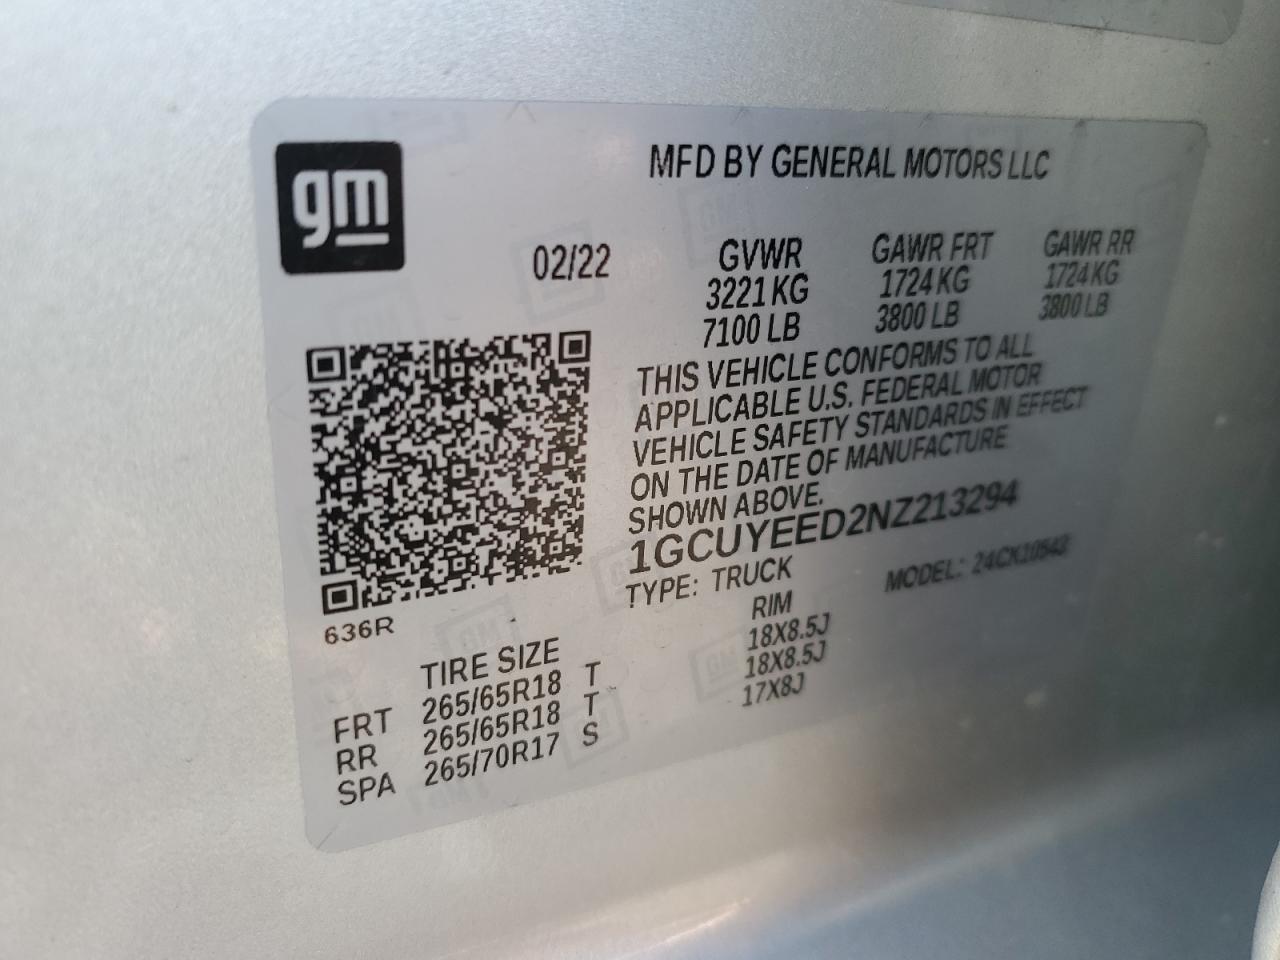 gm
MFD BY GENERAL MOTORS LLC
02/22
GVWR GAWR FRT GAWR RR
3221 KG 1724 KG 1724 KG
7100 LB 3800 LB 3800 LB
THIS VEHICLE CONFORMS TO ALL
APPLICABLE U.S. FEDERAL MOTOR
VEHICLE SAFETY STANDARDS IN EFFECT
ON THE DATE OF MANUFACTURE
SHOWN ABOVE.
1GCUYEED2NZ213294
TYPE: TRUCK MODEL: 24CK10543
636R
TIRE SIZE RIM
FRT 265/65R18 T 18X8.5J
RR 265/65R18 T 18X8.5J
SPA 265/70R17 S 17X8J